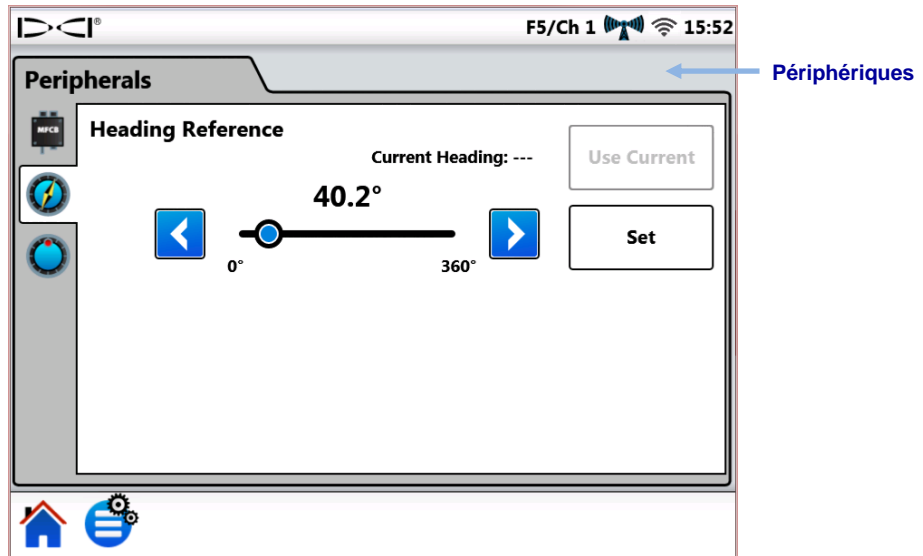 DCI® F5/Ch 1 15:52
Peripherals
Périphériques
MFCB
Heading Reference
Current Heading: ---
Use Current
40.2°
Set
0° 360°